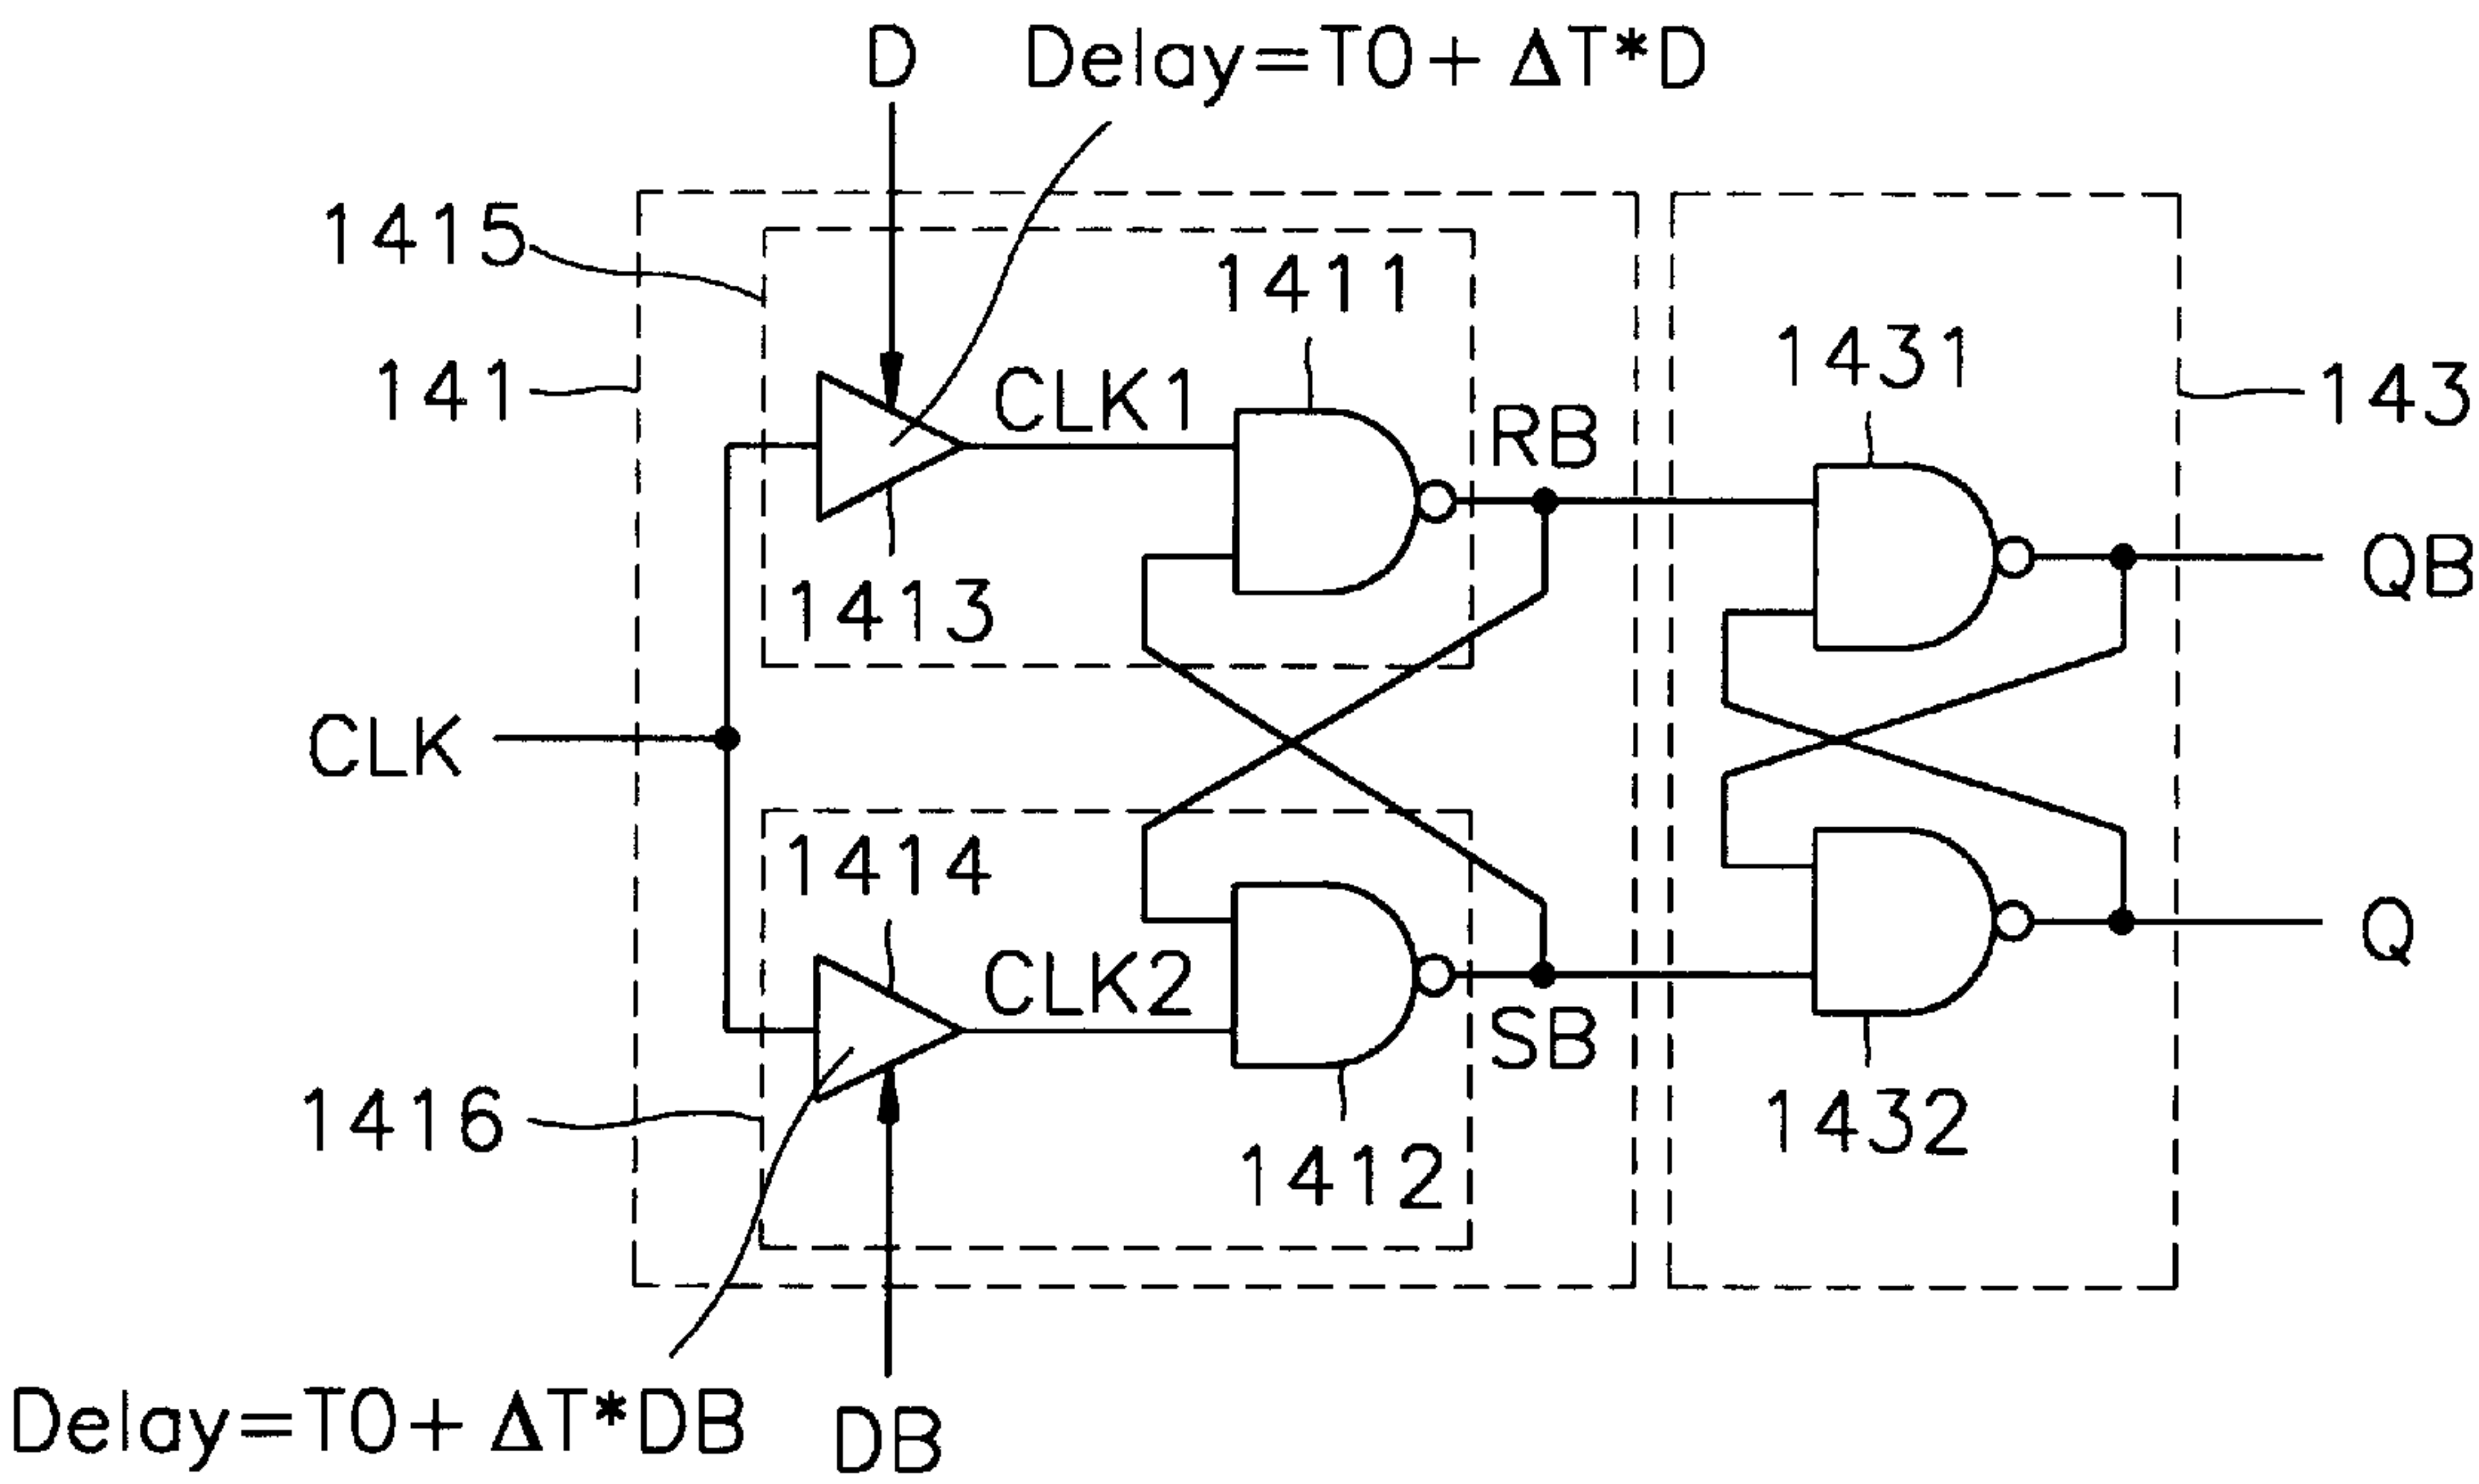 D Delay=T0+ ΔT*D
1415
1411
1431
141
CLK1
143
RB
QB
1413
CLK
1414
Q
CLK2
SB
1416
1432
1412
Delay=T0+ ΔT*DB
DB